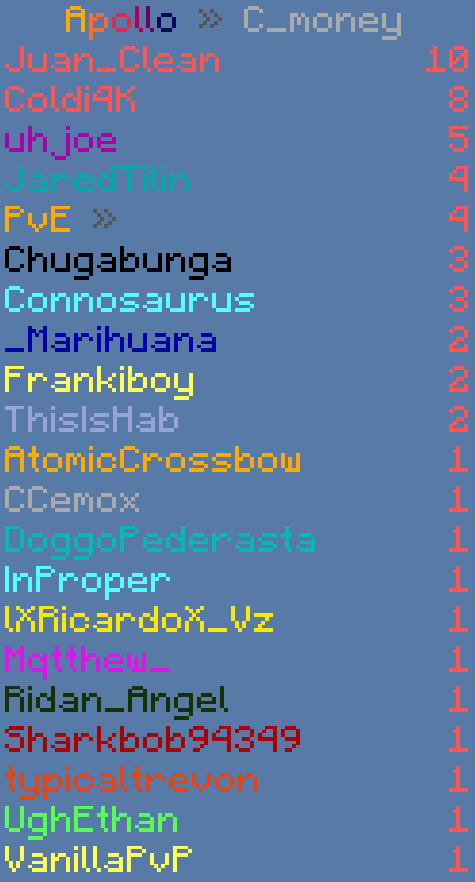 Apollo » C_money
Juan_Clean 10
Coldi4K 8
uh_joe 5
JaredTilin 4
PvE » 4
Chugabunga 3
Connosaurus 3
_Marihuana 2
Frankiboy 2
ThisIsHab 2
AtomicCrossbow 1
CCemox 1
DoggoPederasta 1
InProper 1
lXRicardoX_Vz 1
Mqtthew_ 1
Ridan_Angel 1
Sharkbob94349 1
typicaltrevon 1
UghEthan 1
VanillaPvP 1